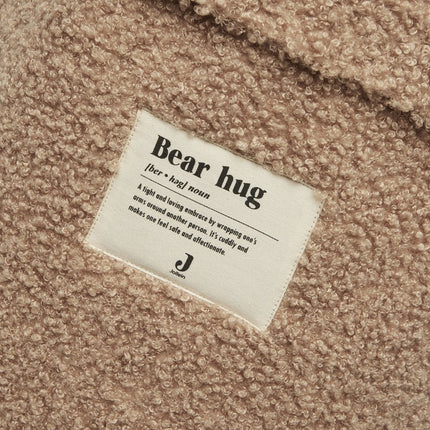 Bear hug
[ber • həg] noun
A tight and loving embrace by wrapping one's
arms around another person. It's cuddly and
makes one feel safe and affectionate.
J
Jollein